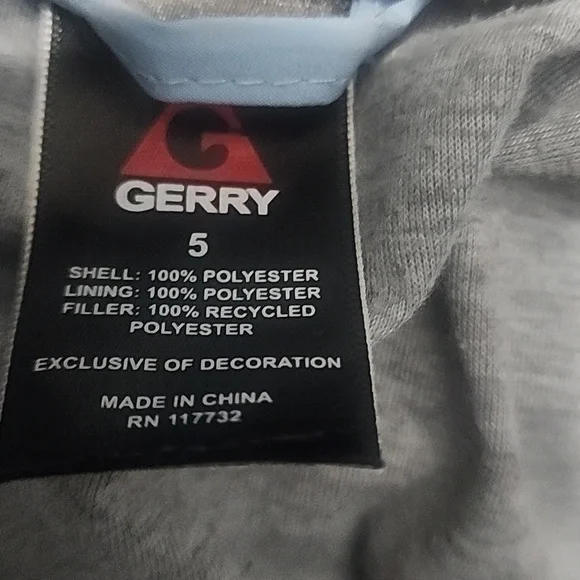 G
GERRY
5
SHELL: 100% POLYESTER
LINING: 100% POLYESTER
FILLER: 100% RECYCLED
POLYESTER
EXCLUSIVE OF DECORATION
MADE IN CHINA
RN 117732